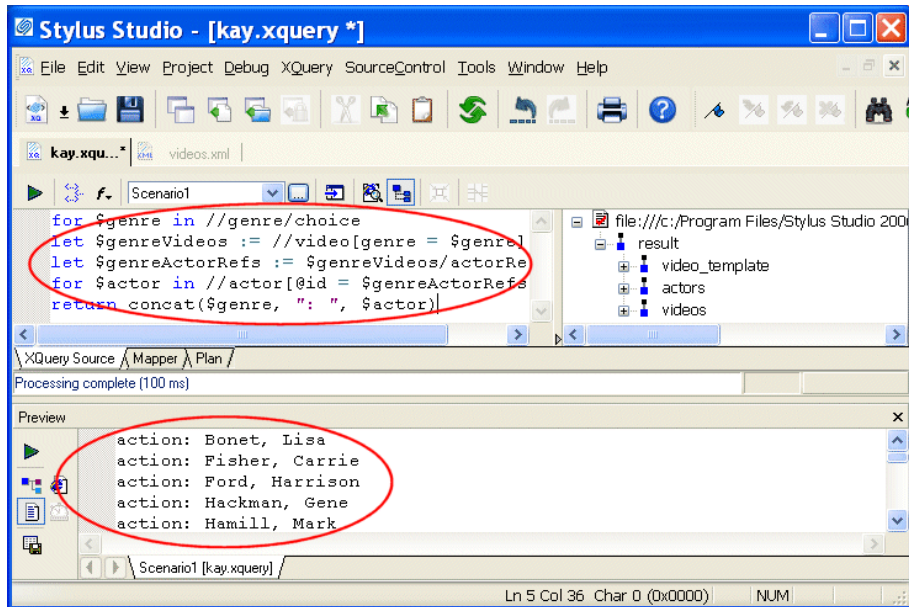 Stylus Studio - [kay.xquery *]
File Edit View Project Debug XQuery SourceControl Tools Window Help
kay.xqu...* videos.xml
Scenario1
for $genre in //genre/choice
let $genreVideos := //video[genre = $genre]
let $genreActorRefs := $genreVideos/actorRe
for $actor in //actor[@id = $genreActorRefs
return concat($genre, ": ", $actor)
file:///c:/Program Files/Stylus Studio 200
result
video_template
actors
videos
XQuery Source Mapper Plan
Processing complete (100 ms)
Preview
action: Bonet, Lisa
action: Fisher, Carrie
action: Ford, Harrison
action: Hackman, Gene
action: Hamill, Mark
Scenario1 [kay.xquery]
Ln 5 Col 36 Char 0 (0x0000) NUM